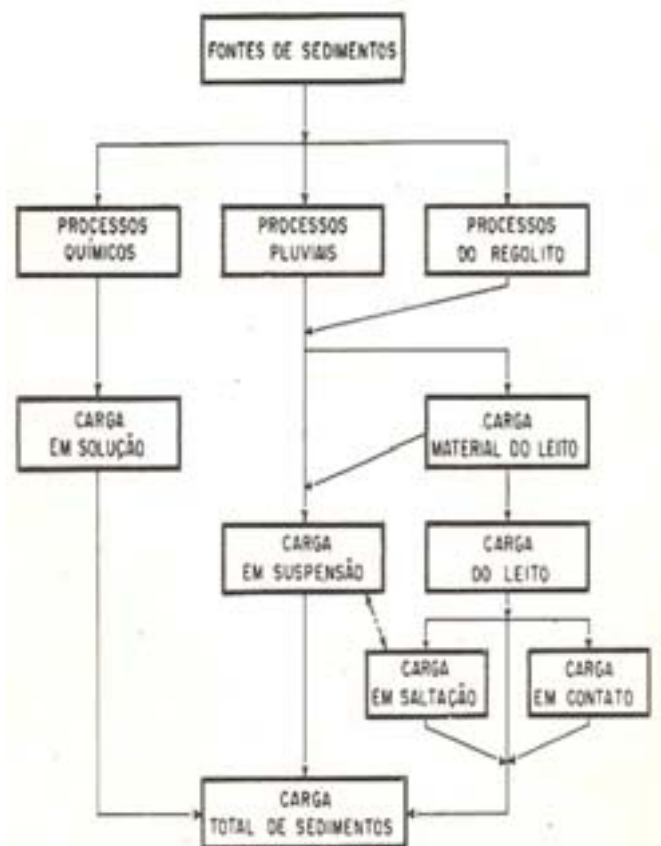 FONTES DE SEDIMENTOS
PROCESSOS
QUÍMICOS
PROCESSOS
PLUVIAIS
PROCESSOS
DO REGOLITO
CARGA
EM SOLUÇÃO
CARGA
MATERIAL DO LEITO
CARGA
EM SUSPENSÃO
CARGA
DO LEITO
CARGA
EM SALTAÇÃO
CARGA
EM CONTATO
CARGA
TOTAL DE SEDIMENTOS